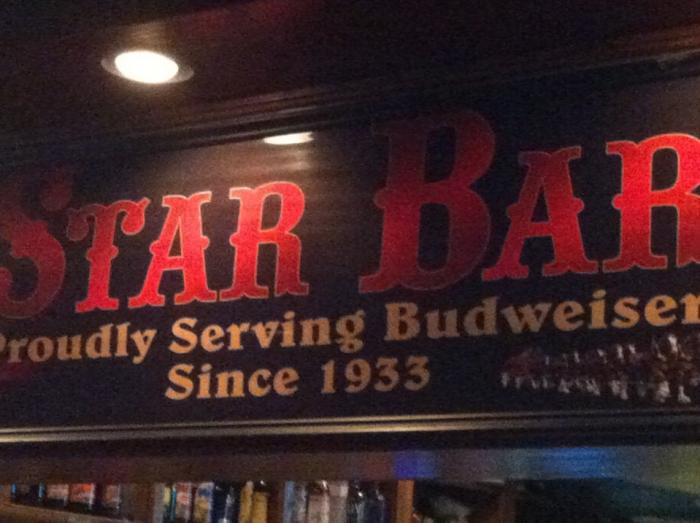 STAR BAR
Proudly Serving Budweiser
Since 1933